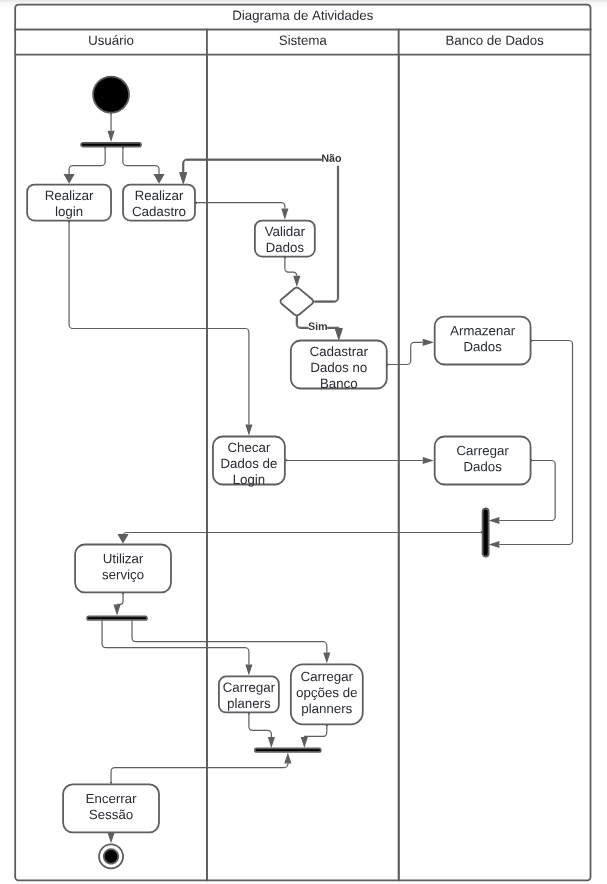 Diagrama de Atividades
Usuário
Sistema
Banco de Dados
Não
Realizar
login
Realizar
Cadastro
Validar
Dados
Sim
Cadastrar
Dados no
Banco
Armazenar
Dados
Checar
Dados de
Login
Carregar
Dados
Utilizar
serviço
Carregar
planers
Carregar
opções de
planners
Encerrar
Sessão